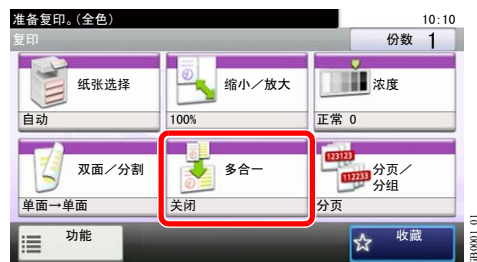 准备复印。(全色)
10:10
复印
份数 1
纸张选择
自动
缩小／放大
100%
浓度
正常 0
双面／分割
单面→单面
多合一
关闭
123123
112233
分页／
分组
分页
功能
收藏